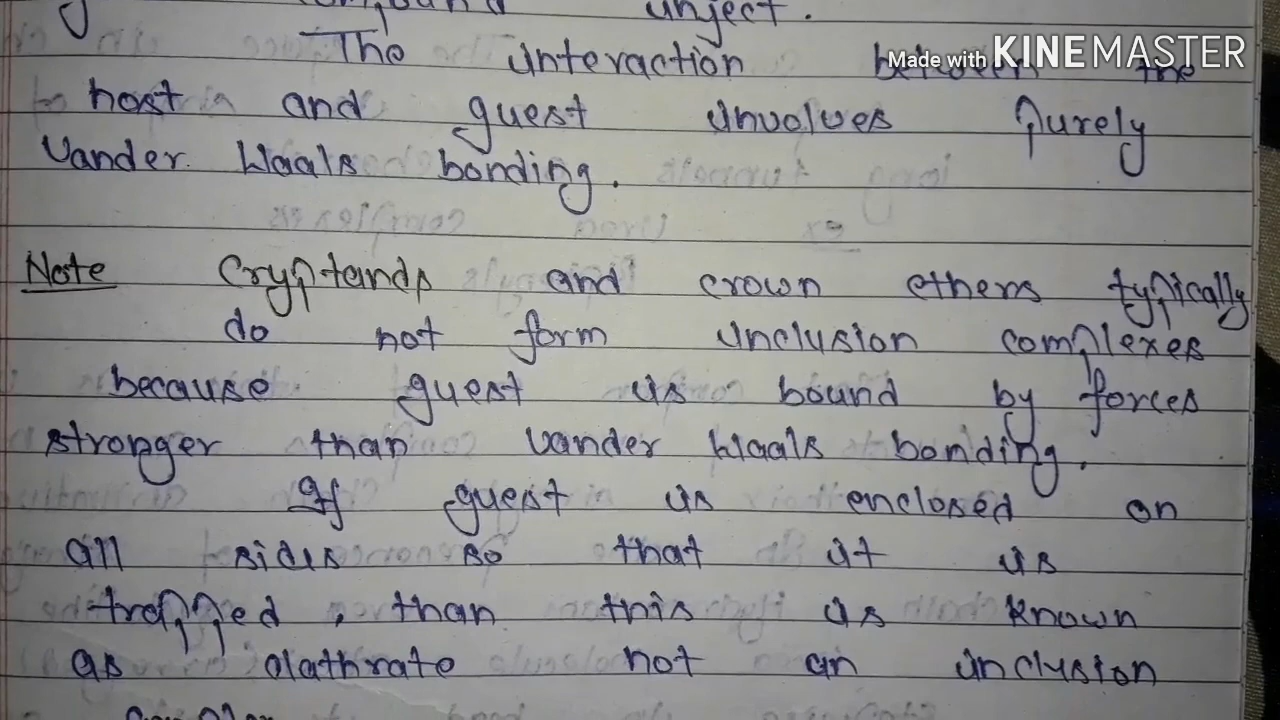 compound inject.
The interaction between the
Made with KINEMASTER
host and guest involves purely
Vander Waals bonding.
Note Cryptands and crown ethers typically
do not form inclusion complexes
because guest is bound by forces
stronger than vander Waals bonding.
If guest is enclosed on
all sides so that it is
trapped, than this is known
as clathrate not an inclusion